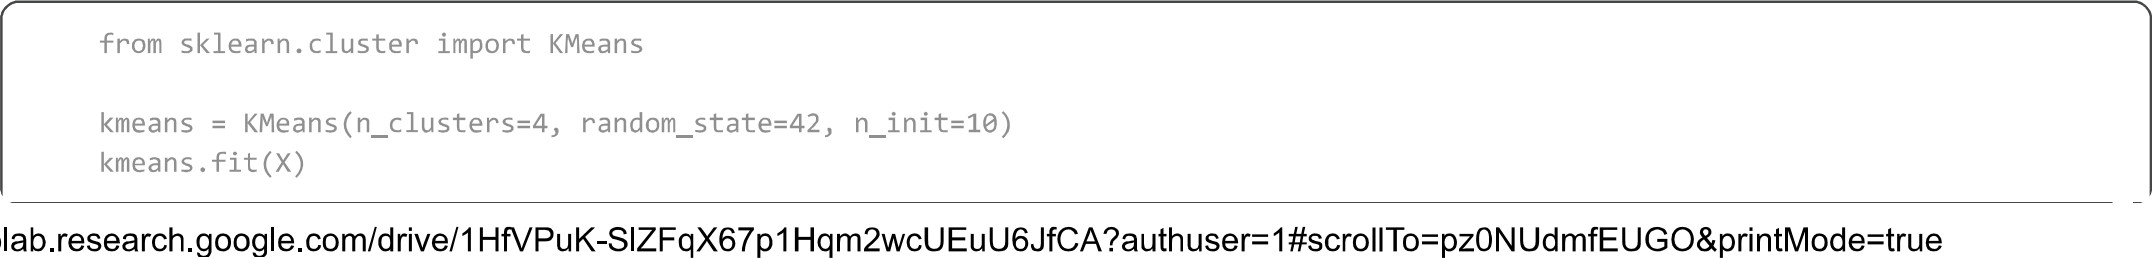 from sklearn.cluster import KMeans
kmeans = KMeans(n_clusters=4, random_state=42, n_init=10)
kmeans.fit(X)
lab.research.google.com/drive/1HfVPuK-SlZFqX67p1Hqm2wcUEuU6JfCA?authuser=1#scrollTo=pz0NUdmfEUGO&printMode=true